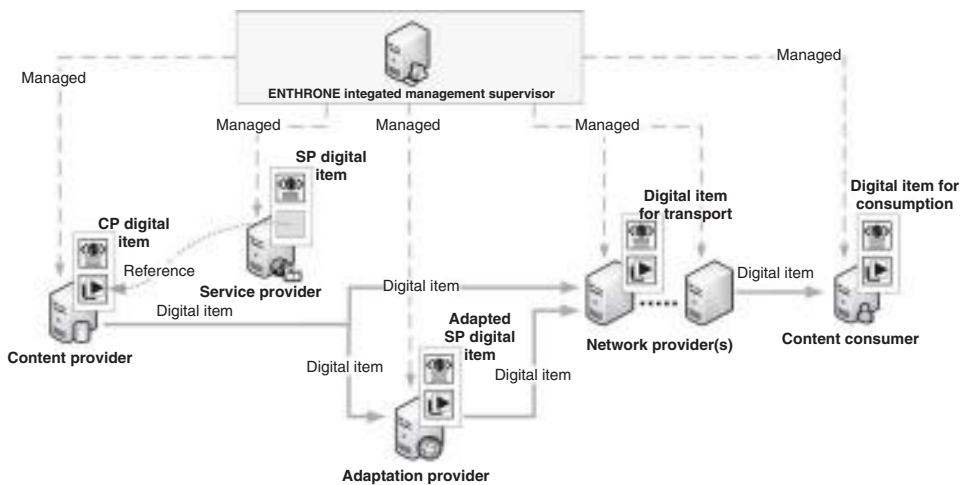 ENTHRONE integated management supervisor
Managed
Managed
Managed
Managed
Managed
SP digital
item
CP digital
item
Reference
Service provider
Digital item
Content provider
Digital item
Digital item
Adapted
SP digital
item
Digital item
Adaptation provider
Digital item
for transport
Network provider(s)
Digital item
Digital item for
consumption
Content consumer